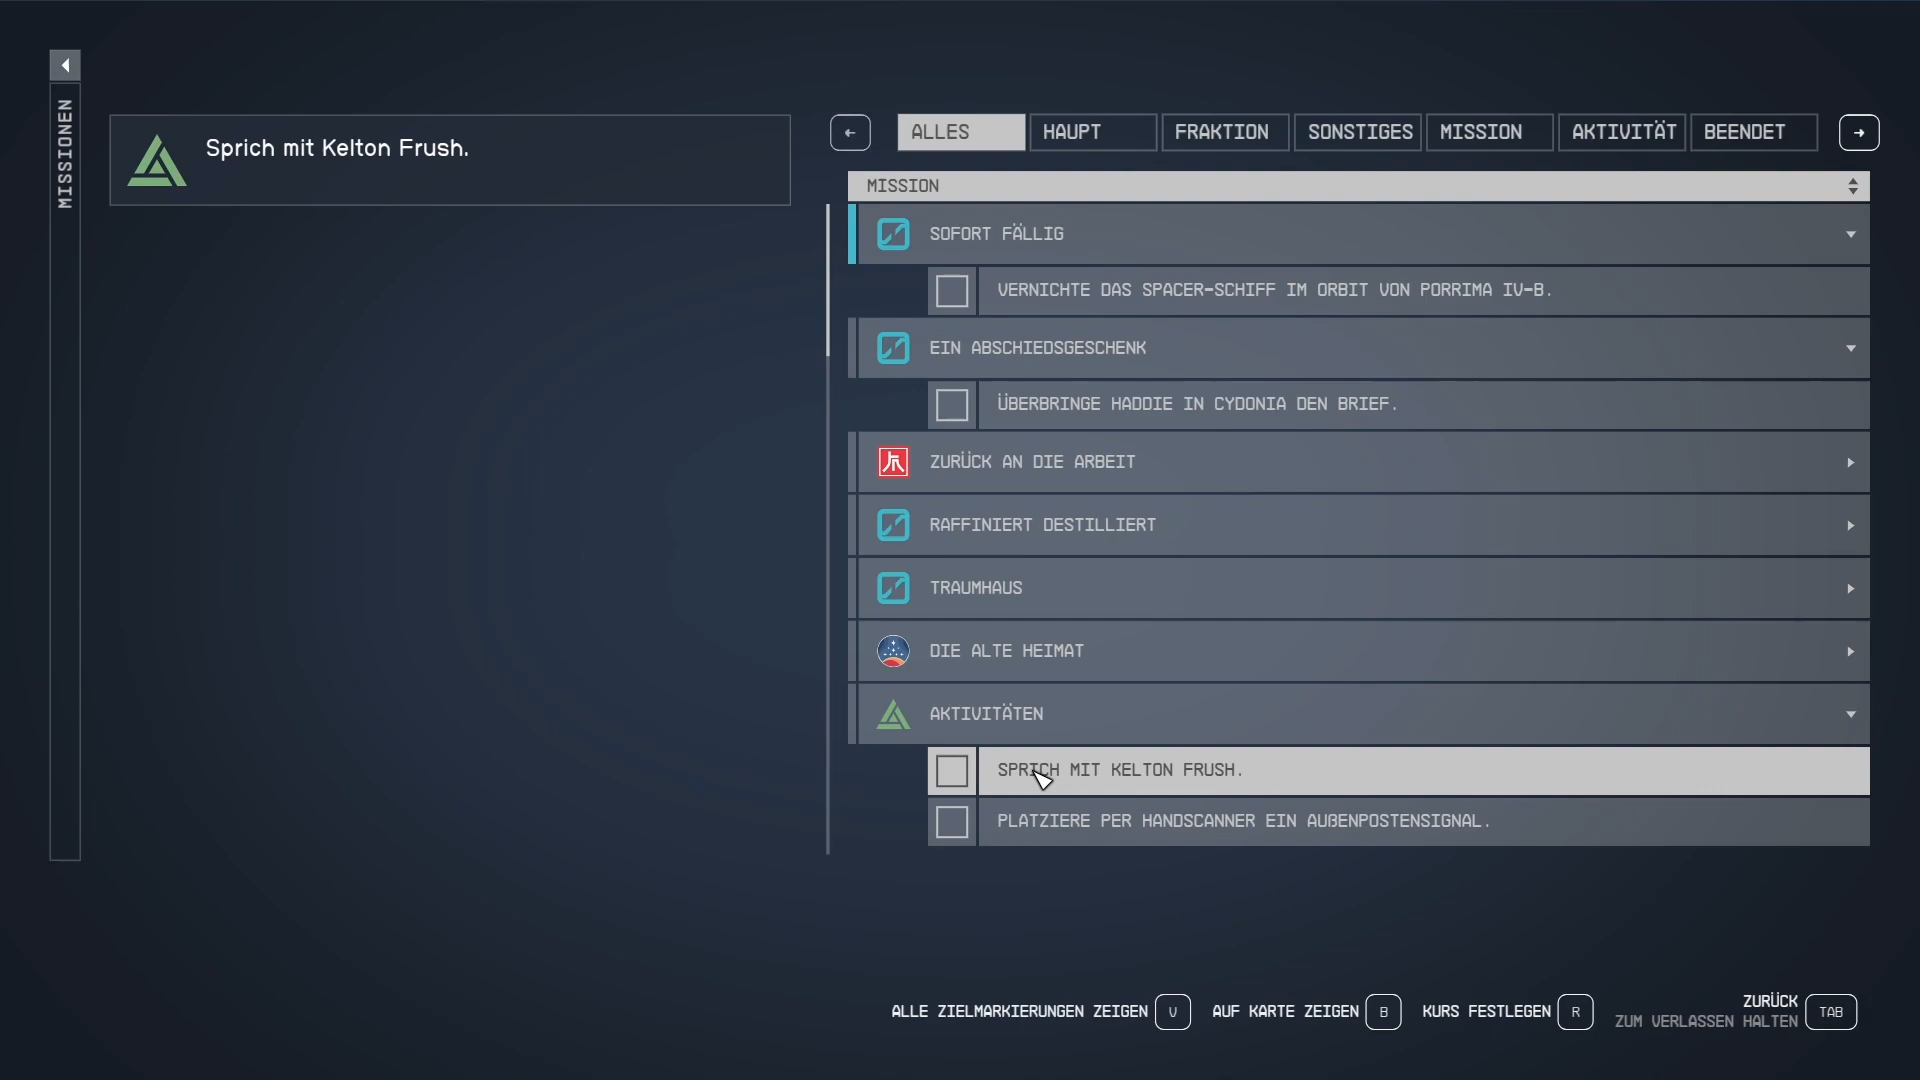 MISSIONEN
Sprich mit Kelton Frush.
ALLES HAUPT FRAKTION SONSTIGES MISSION AKTIVITÄT BEENDET
MISSION
SOFORT FÄLLIG
VERNICHTE DAS SPACER-SCHIFF IM ORBIT VON PORRIMA IV-B.
EIN ABSCHIEDSGESCHENK
ÜBERBRINGE HADDIE IN CYDONIA DEN BRIEF.
ZURÜCK AN DIE ARBEIT
RAFFINIERT DESTILLIERT
TRAUMHAUS
DIE ALTE HEIMAT
AKTIVITÄTEN
SPRICH MIT KELTON FRUSH.
PLATZIERE PER HANDSCANNER EIN AUẞENPOSTENSIGNAL.
ALLE ZIELMARKIERUNGEN ZEIGEN V AUF KARTE ZEIGEN B KURS FESTLEGEN R ZURÜCK
ZUM VERLASSEN HALTEN TAB